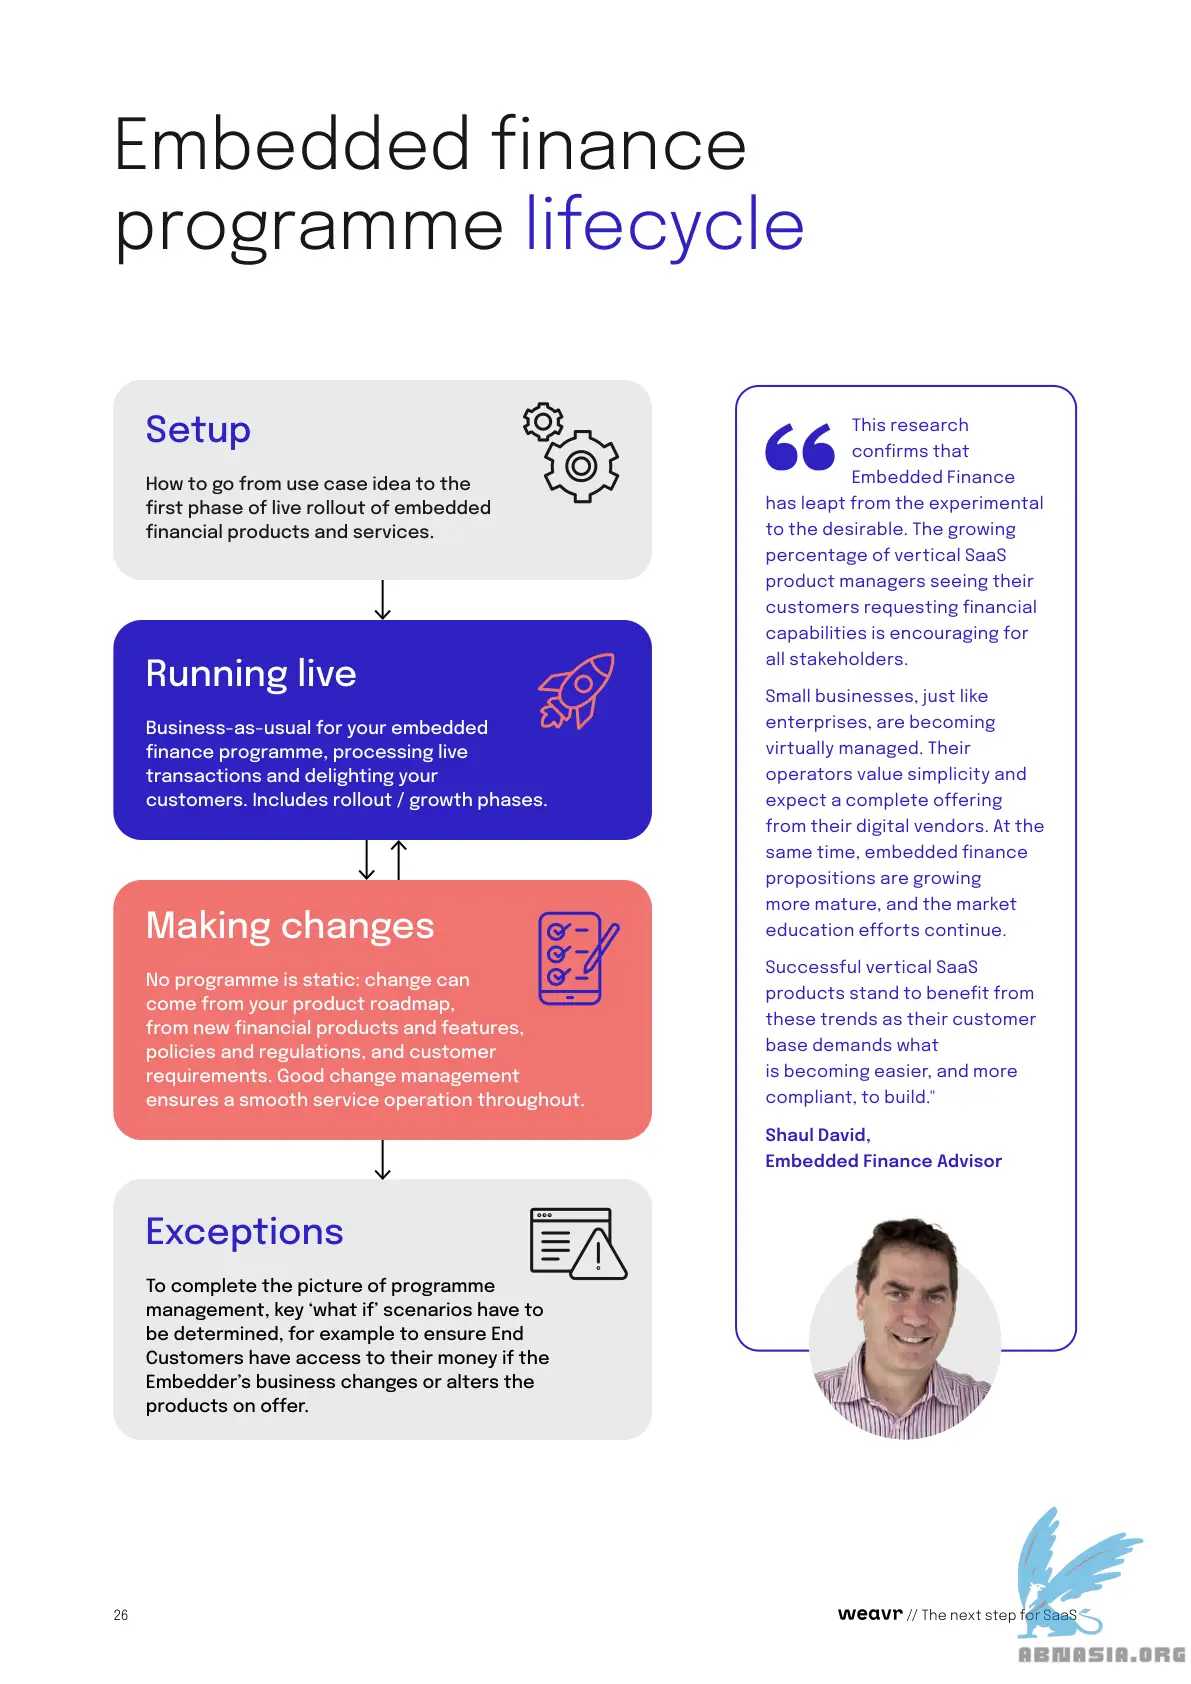 Embedded finance
programme lifecycle
Setup
How to go from use case idea to the
first phase of live rollout of embedded
financial products and services.
Running live
Business-as-usual for your embedded
finance programme, processing live
transactions and delighting your
customers. Includes rollout / growth phases.
Making changes
No programme is static: change can
come from your product roadmap,
from new financial products and features,
policies and regulations, and customer
requirements. Good change management
ensures a smooth service operation throughout.
Exceptions
To complete the picture of programme
management, key ‘what if’ scenarios have to
be determined, for example to ensure End
Customers have access to their money if the
Embedder’s business changes or alters the
products on offer.
“
This research
confirms that
Embedded Finance
has leapt from the experimental
to the desirable. The growing
percentage of vertical SaaS
product managers seeing their
customers requesting financial
capabilities is encouraging for
all stakeholders.
Small businesses, just like
enterprises, are becoming
virtually managed. Their
operators value simplicity and
expect a complete offering
from their digital vendors. At the
same time, embedded finance
propositions are growing
more mature, and the market
education efforts continue.
Successful vertical SaaS
products stand to benefit from
these trends as their customer
base demands what
is becoming easier, and more
compliant, to build."
Shaul David,
Embedded Finance Advisor
26
weavr // The next step for SaaS
ABNASIA.ORG